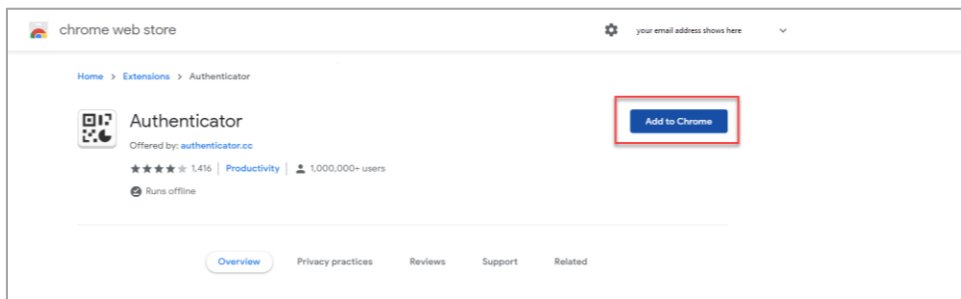 chrome web store
your email address shows here
Home > Extensions > Authenticator
Authenticator
Add to Chrome
Offered by: authenticator.cc
1,416 | Productivity | 1,000,000+ users
Runs offline
Overview
Privacy practices
Reviews
Support
Related